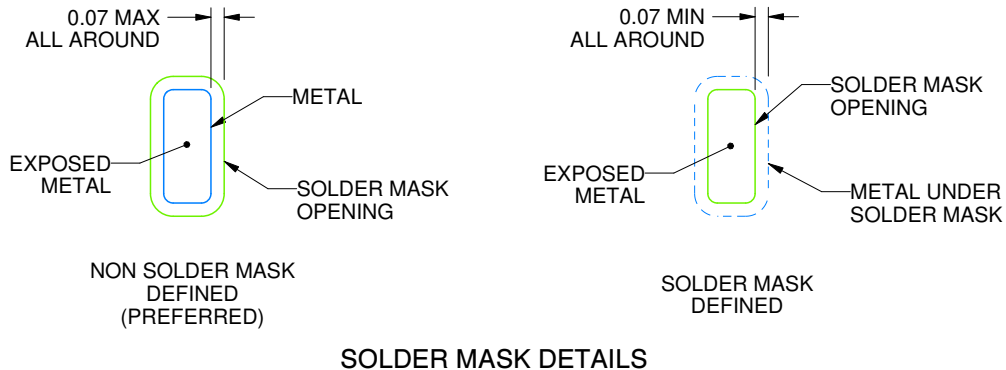 0.07 MAX
ALL AROUND
METAL
EXPOSED
METAL
SOLDER MASK
OPENING
NON SOLDER MASK
DEFINED
(PREFERRED)
0.07 MIN
ALL AROUND
SOLDER MASK
OPENING
EXPOSED
METAL
METAL UNDER
SOLDER MASK
SOLDER MASK
DEFINED
SOLDER MASK DETAILS